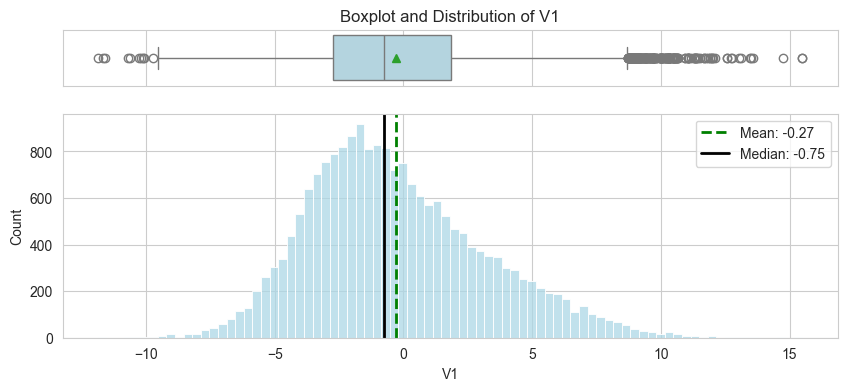 Boxplot and Distribution of V1
Mean: -0.27
Median: -0.75
Count
800
600
400
200
0
−10
−5
0
5
10
15
V1